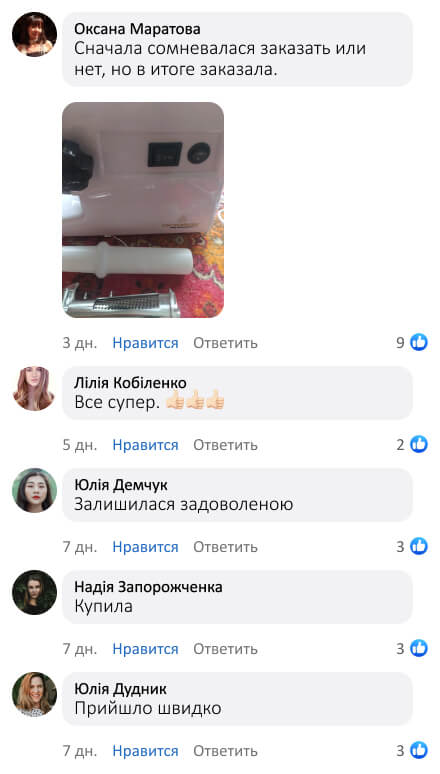 Оксана Маратова
Сначала сомневалася заказать или
нет, но в итоге заказала.
3 дн. Нравится Ответить 9
Лілія Кобіленко
Все супер. 👍🏻👍🏻👍🏻
5 дн. Нравится Ответить 2
Юлія Демчук
Залишилася задоволеною
7 дн. Нравится Ответить 3
Надія Запорожченка
Купила
7 дн. Нравится Ответить 3
Юлія Дудник
Прийшло швидко
7 дн. Нравится Ответить 3